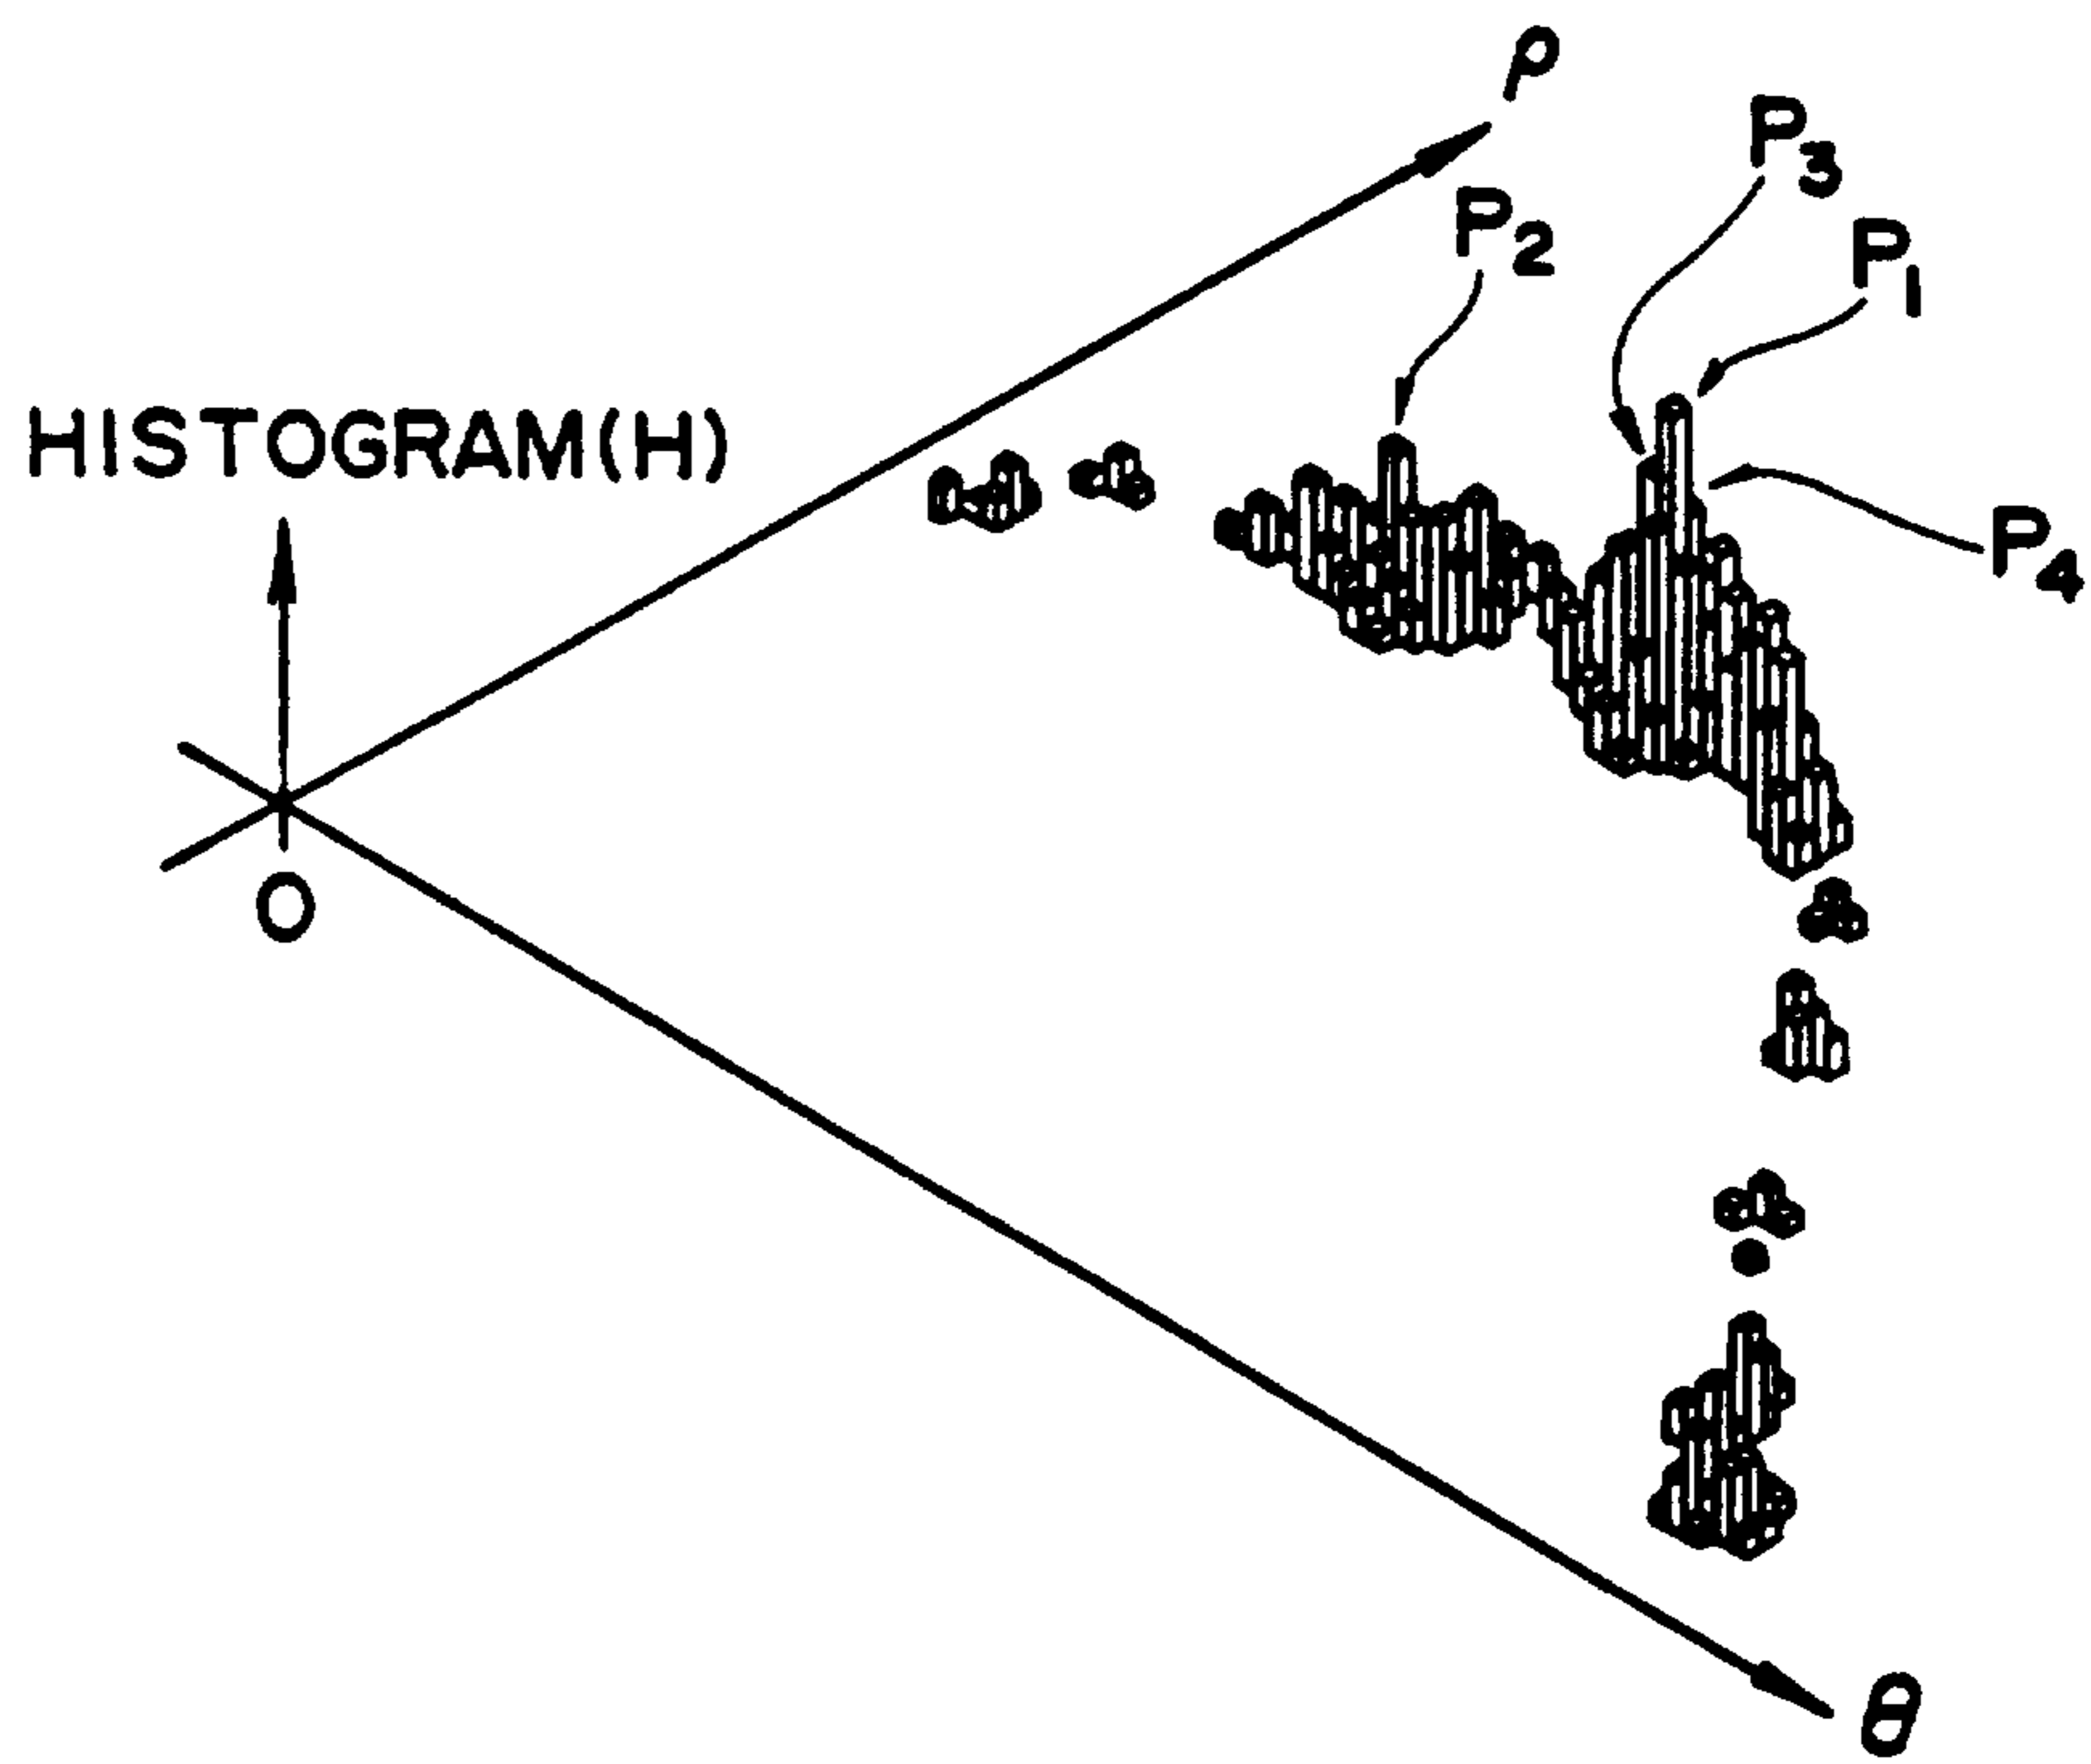 ρ
P3
P2
P1
HISTOGRAM(H)
P4
O
θ